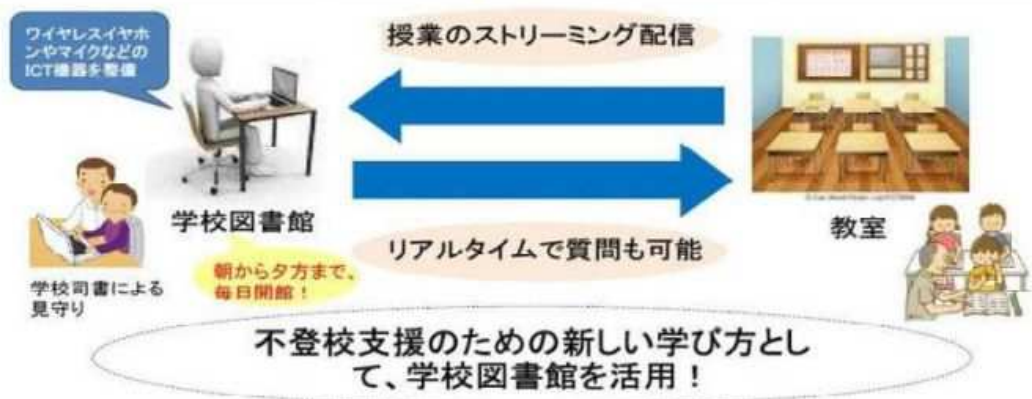 ワイヤレスイヤホ
ンやマイクなどの
ICT機器を整備
授業のストリーミング配信
学校図書館
教室
リアルタイムで質問も可能
朝から夕方まで、
毎日開館！
学校司書による
見守り
不登校支援のための新しい学び方とし
て、学校図書館を活用！